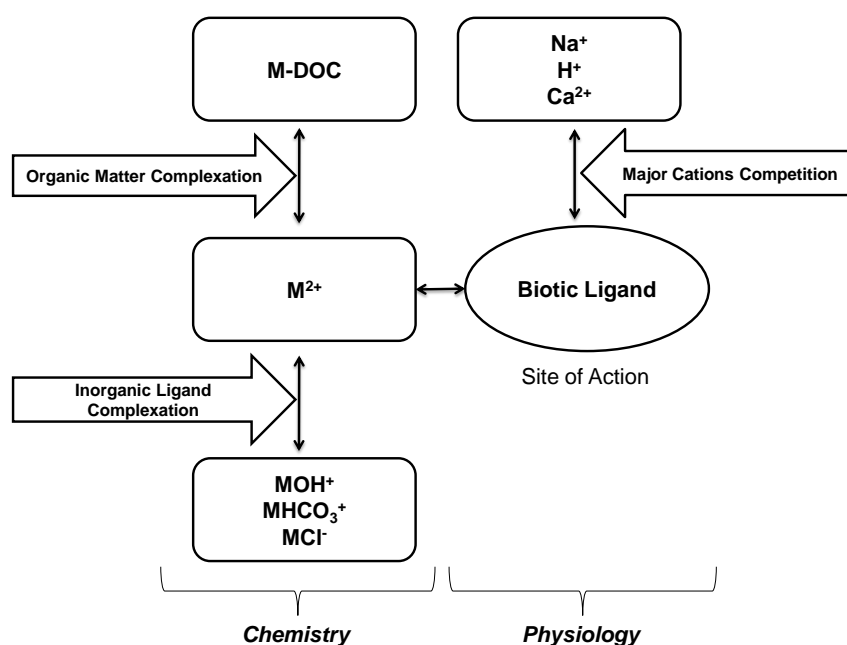 M-DOC
Na⁺
H⁺
Ca²⁺
Organic Matter Complexation
Major Cations Competition
M²⁺
Biotic Ligand
Site of Action
Inorganic Ligand
Complexation
MOH⁺
MHCO₃⁺
MCl⁻
Chemistry
Physiology